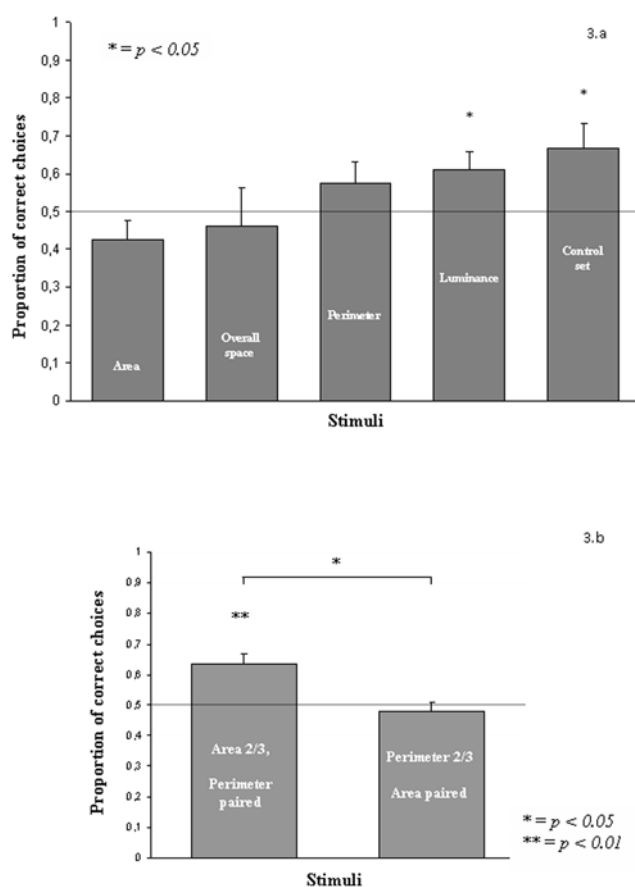 3.a
* = p < 0.05
Proportion of correct choices
1
0,9
0,8
0,7
0,6
0,5
0,4
0,3
0,2
0,1
0
*
*
Area
Overall
space
Perimeter
Luminance
Control
set
Stimuli
3.b
Proportion of correct choices
1
0,9
0,8
0,7
0,6
0,5
0,4
0,3
0,2
0,1
0
*
**
Area 2/3,
Perimeter
paired
Perimeter 2/3
Area paired
* = p < 0.05
** = p < 0.01
Stimuli